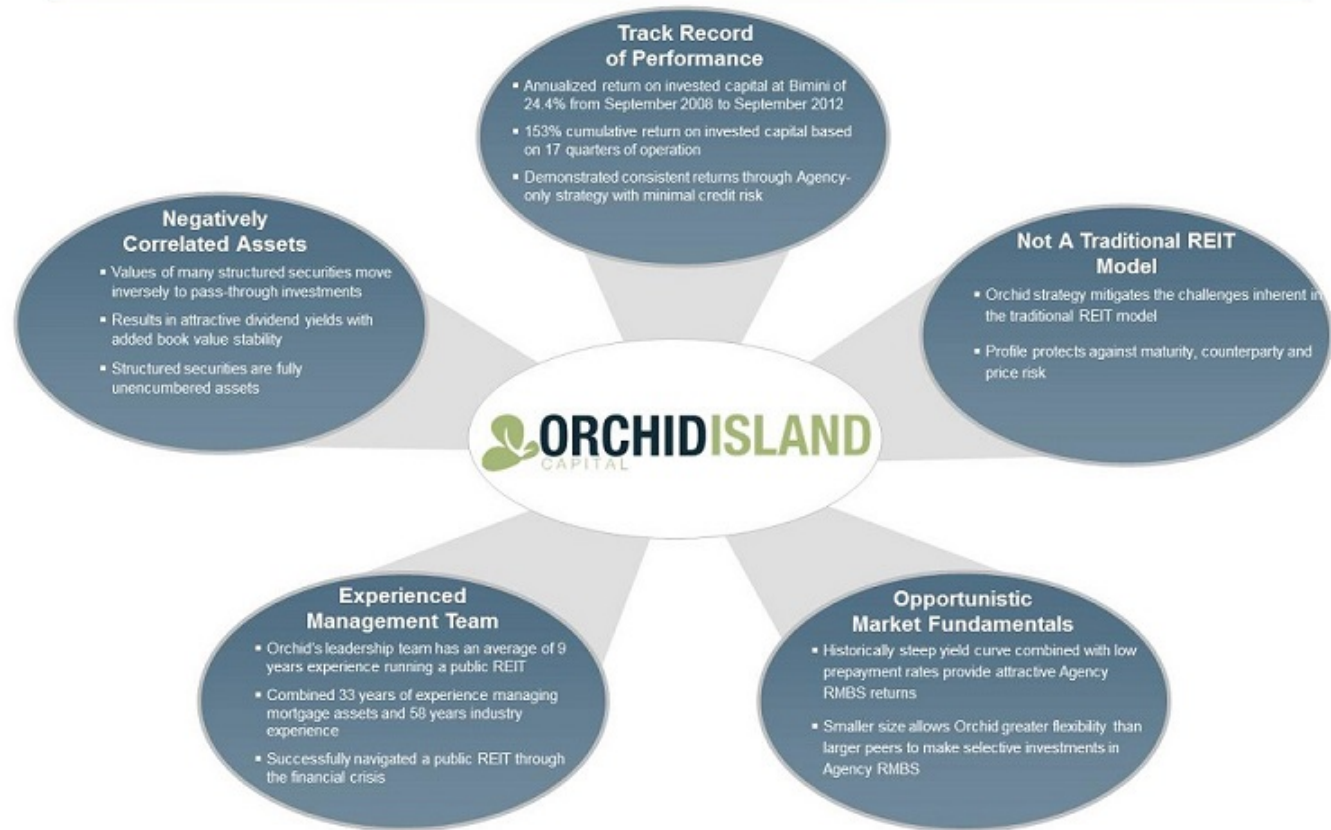 Track Record
of Performance
▪ Annualized return on invested capital at Bimini of
24.4% from September 2008 to September 2012
▪ 153% cumulative return on invested capital based
on 17 quarters of operation
▪ Demonstrated consistent returns through Agency-
only strategy with minimal credit risk
Negatively
Correlated Assets
▪ Values of many structured securities move
inversely to pass-through investments
▪ Results in attractive dividend yields with
added book value stability
▪ Structured securities are fully
unencumbered assets
Not A Traditional REIT
Model
▪ Orchid strategy mitigates the challenges inherent in
the traditional REIT model
▪ Profile protects against maturity, counterparty and
price risk
ORCHIDISLAND
CAPITAL
Experienced
Management Team
▪ Orchid's leadership team has an average of 9
years experience running a public REIT
▪ Combined 33 years of experience managing
mortgage assets and 58 years industry
experience
▪ Successfully navigated a public REIT through
the financial crisis
Opportunistic
Market Fundamentals
▪ Historically steep yield curve combined with low
prepayment rates provide attractive Agency
RMBS returns
▪ Smaller size allows Orchid greater flexibility than
larger peers to make selective investments in
Agency RMBS